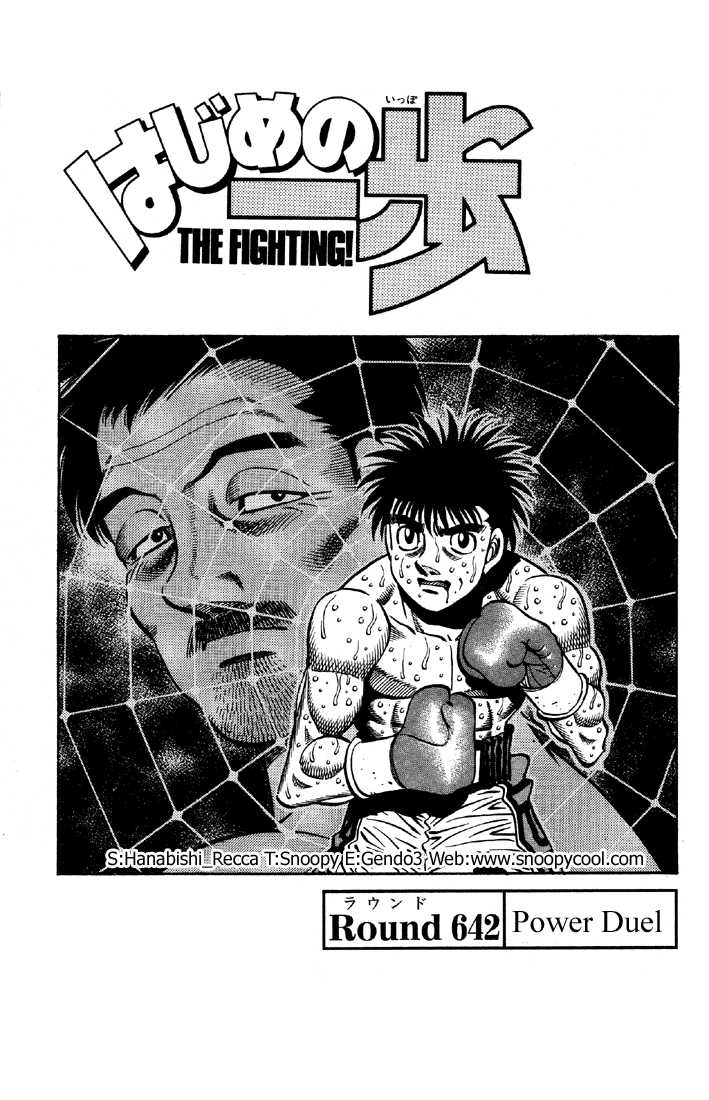 いっぽ
はじめの一歩
THE FIGHTING!
S:Hanabishi_Recca T:Snoopy E:Gendo3 Web:www.snoopycool.com
ラウンド
Round 642
Power Duel